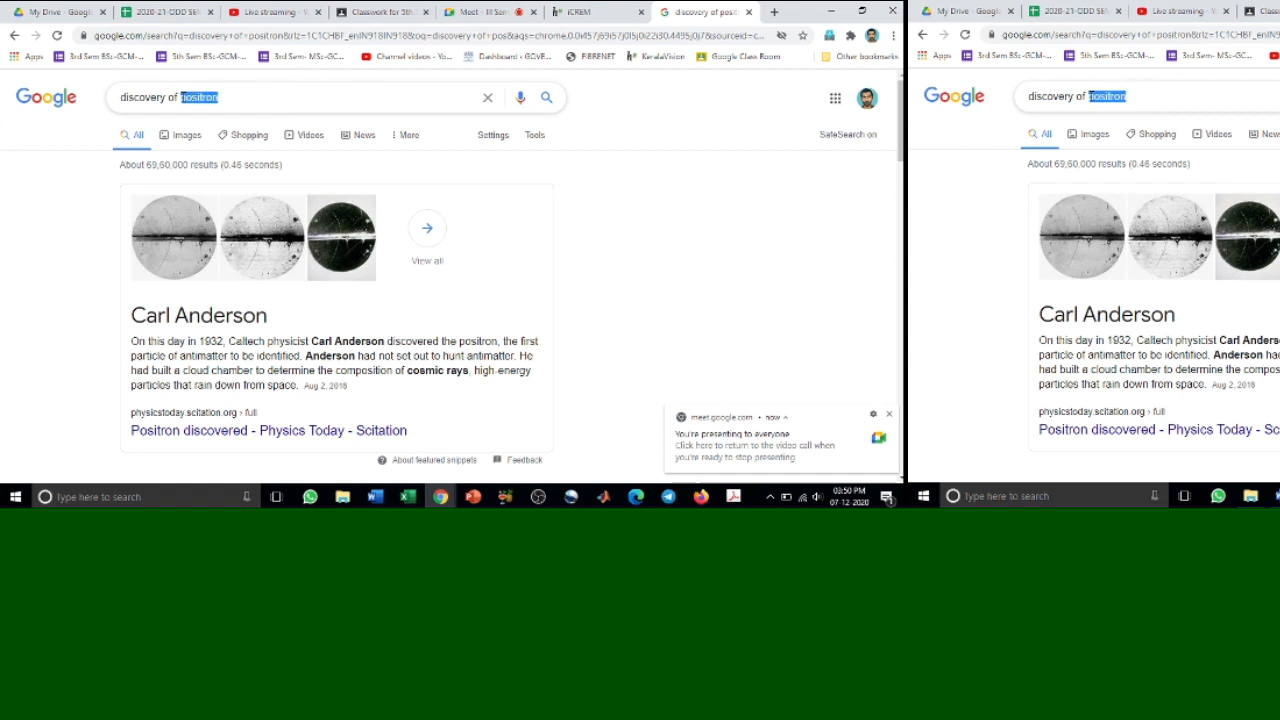 My Drive - Google
2020-21-ODD SEM
Live streaming - Y
Classwork for 5th
Meet - III Sem
iCREM
discovery of positr
Apps
3rd Sem BSc-GCM-...
5th Sem BSc-GCM-...
3rd Sem- MSc-GC...
Channel videos - Yo...
Dashboard ‹ GOVE...
FIBRENET
KeralaVision
Google Class Room
Other bookmarks
Google
discovery of positron
All
Images
Shopping
Videos
News
More
Settings
Tools
SafeSearch on
About 69,60,000 results (0.46 seconds)
View all
Carl Anderson
On this day in 1932, Caltech physicist Carl Anderson discovered the positron, the first
particle of antimatter to be identified. Anderson had not set out to hunt antimatter. He
had built a cloud chamber to determine the composition of cosmic rays, high-energy
particles that rain down from space. Aug 2, 2018
physicstoday.scitation.org › full
Positron discovered - Physics Today - Scitation
About featured snippets
Feedback
meet.google.com • now
You're presenting to everyone
Click here to return to the video call when
you're ready to stop presenting
Type here to search
03:50 PM
07-12-2020
My Drive - Google
2020-21-ODD SEM
Live streaming - Y
Class
Apps
3rd Sem BSc-GCM-...
5th Sem BSc-GCM-...
3rd Sem- MSc-GC...
Google
discovery of positron
All
Images
Shopping
Videos
New
About 69,60,000 results (0.46 seconds)
Carl Anderson
On this day in 1932, Caltech physicist Carl Anders
particle of antimatter to be identified. Anderson ha
had built a cloud chamber to determine the compos
particles that rain down from space. Aug 2, 2018
physicstoday.scitation.org › full
Positron discovered - Physics Today - Sc
Type here to search